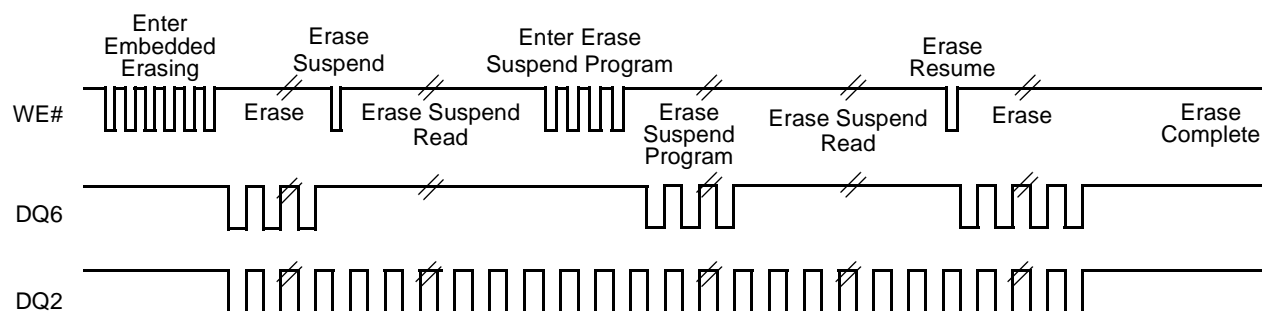 Enter
Embedded
Erasing
Erase
Suspend
Enter Erase
Suspend Program
Erase
Resume
WE#
Erase
Erase Suspend
Read
Erase
Suspend
Program
Erase Suspend
Read
Erase
Erase
Complete
DQ6
DQ2